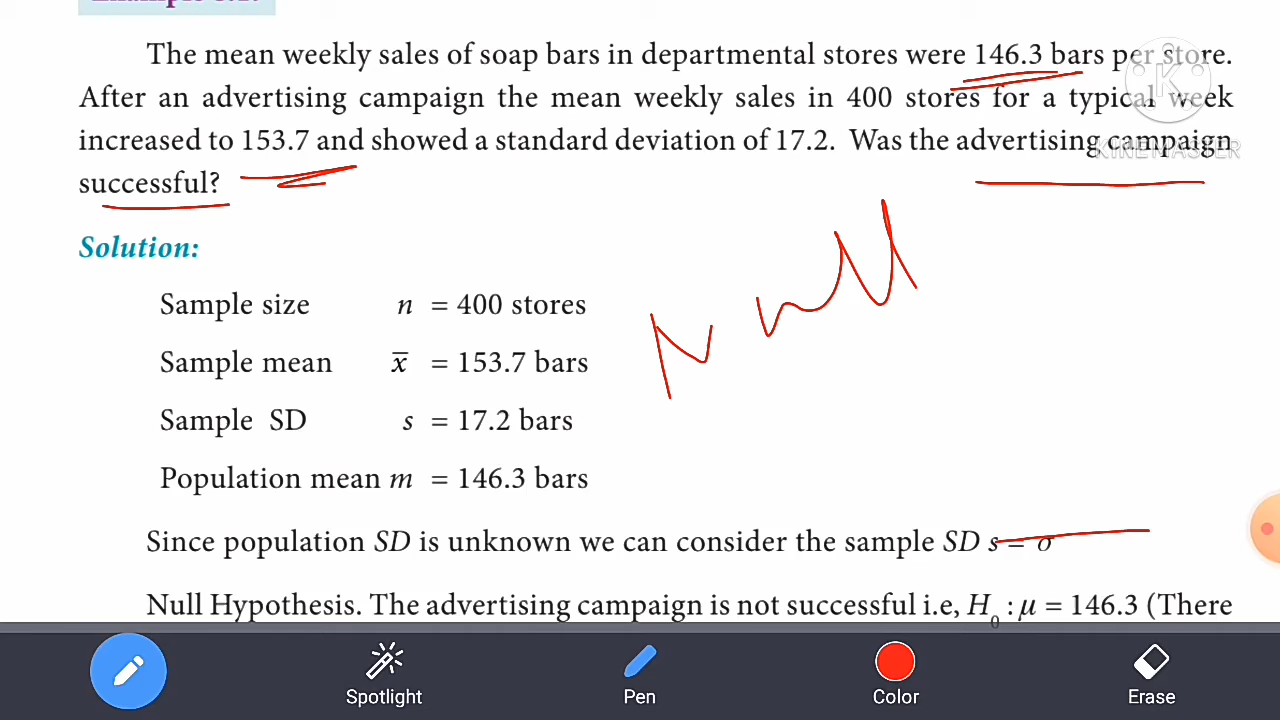 The mean weekly sales of soap bars in departmental stores were 146.3 bars per store.
After an advertising campaign the mean weekly sales in 400 stores for a typical week
increased to 153.7 and showed a standard deviation of 17.2. Was the advertising campaign
successful?
KINEMASTER
Solution:
Null
Sample size n = 400 stores
Sample mean x̅ = 153.7 bars
Sample SD s = 17.2 bars
Population mean m = 146.3 bars
Since population SD is unknown we can consider the sample SD s = σ
Null Hypothesis. The advertising campaign is not successful i.e, H₀ : μ = 146.3 (There
Spotlight
Pen
Color
Erase